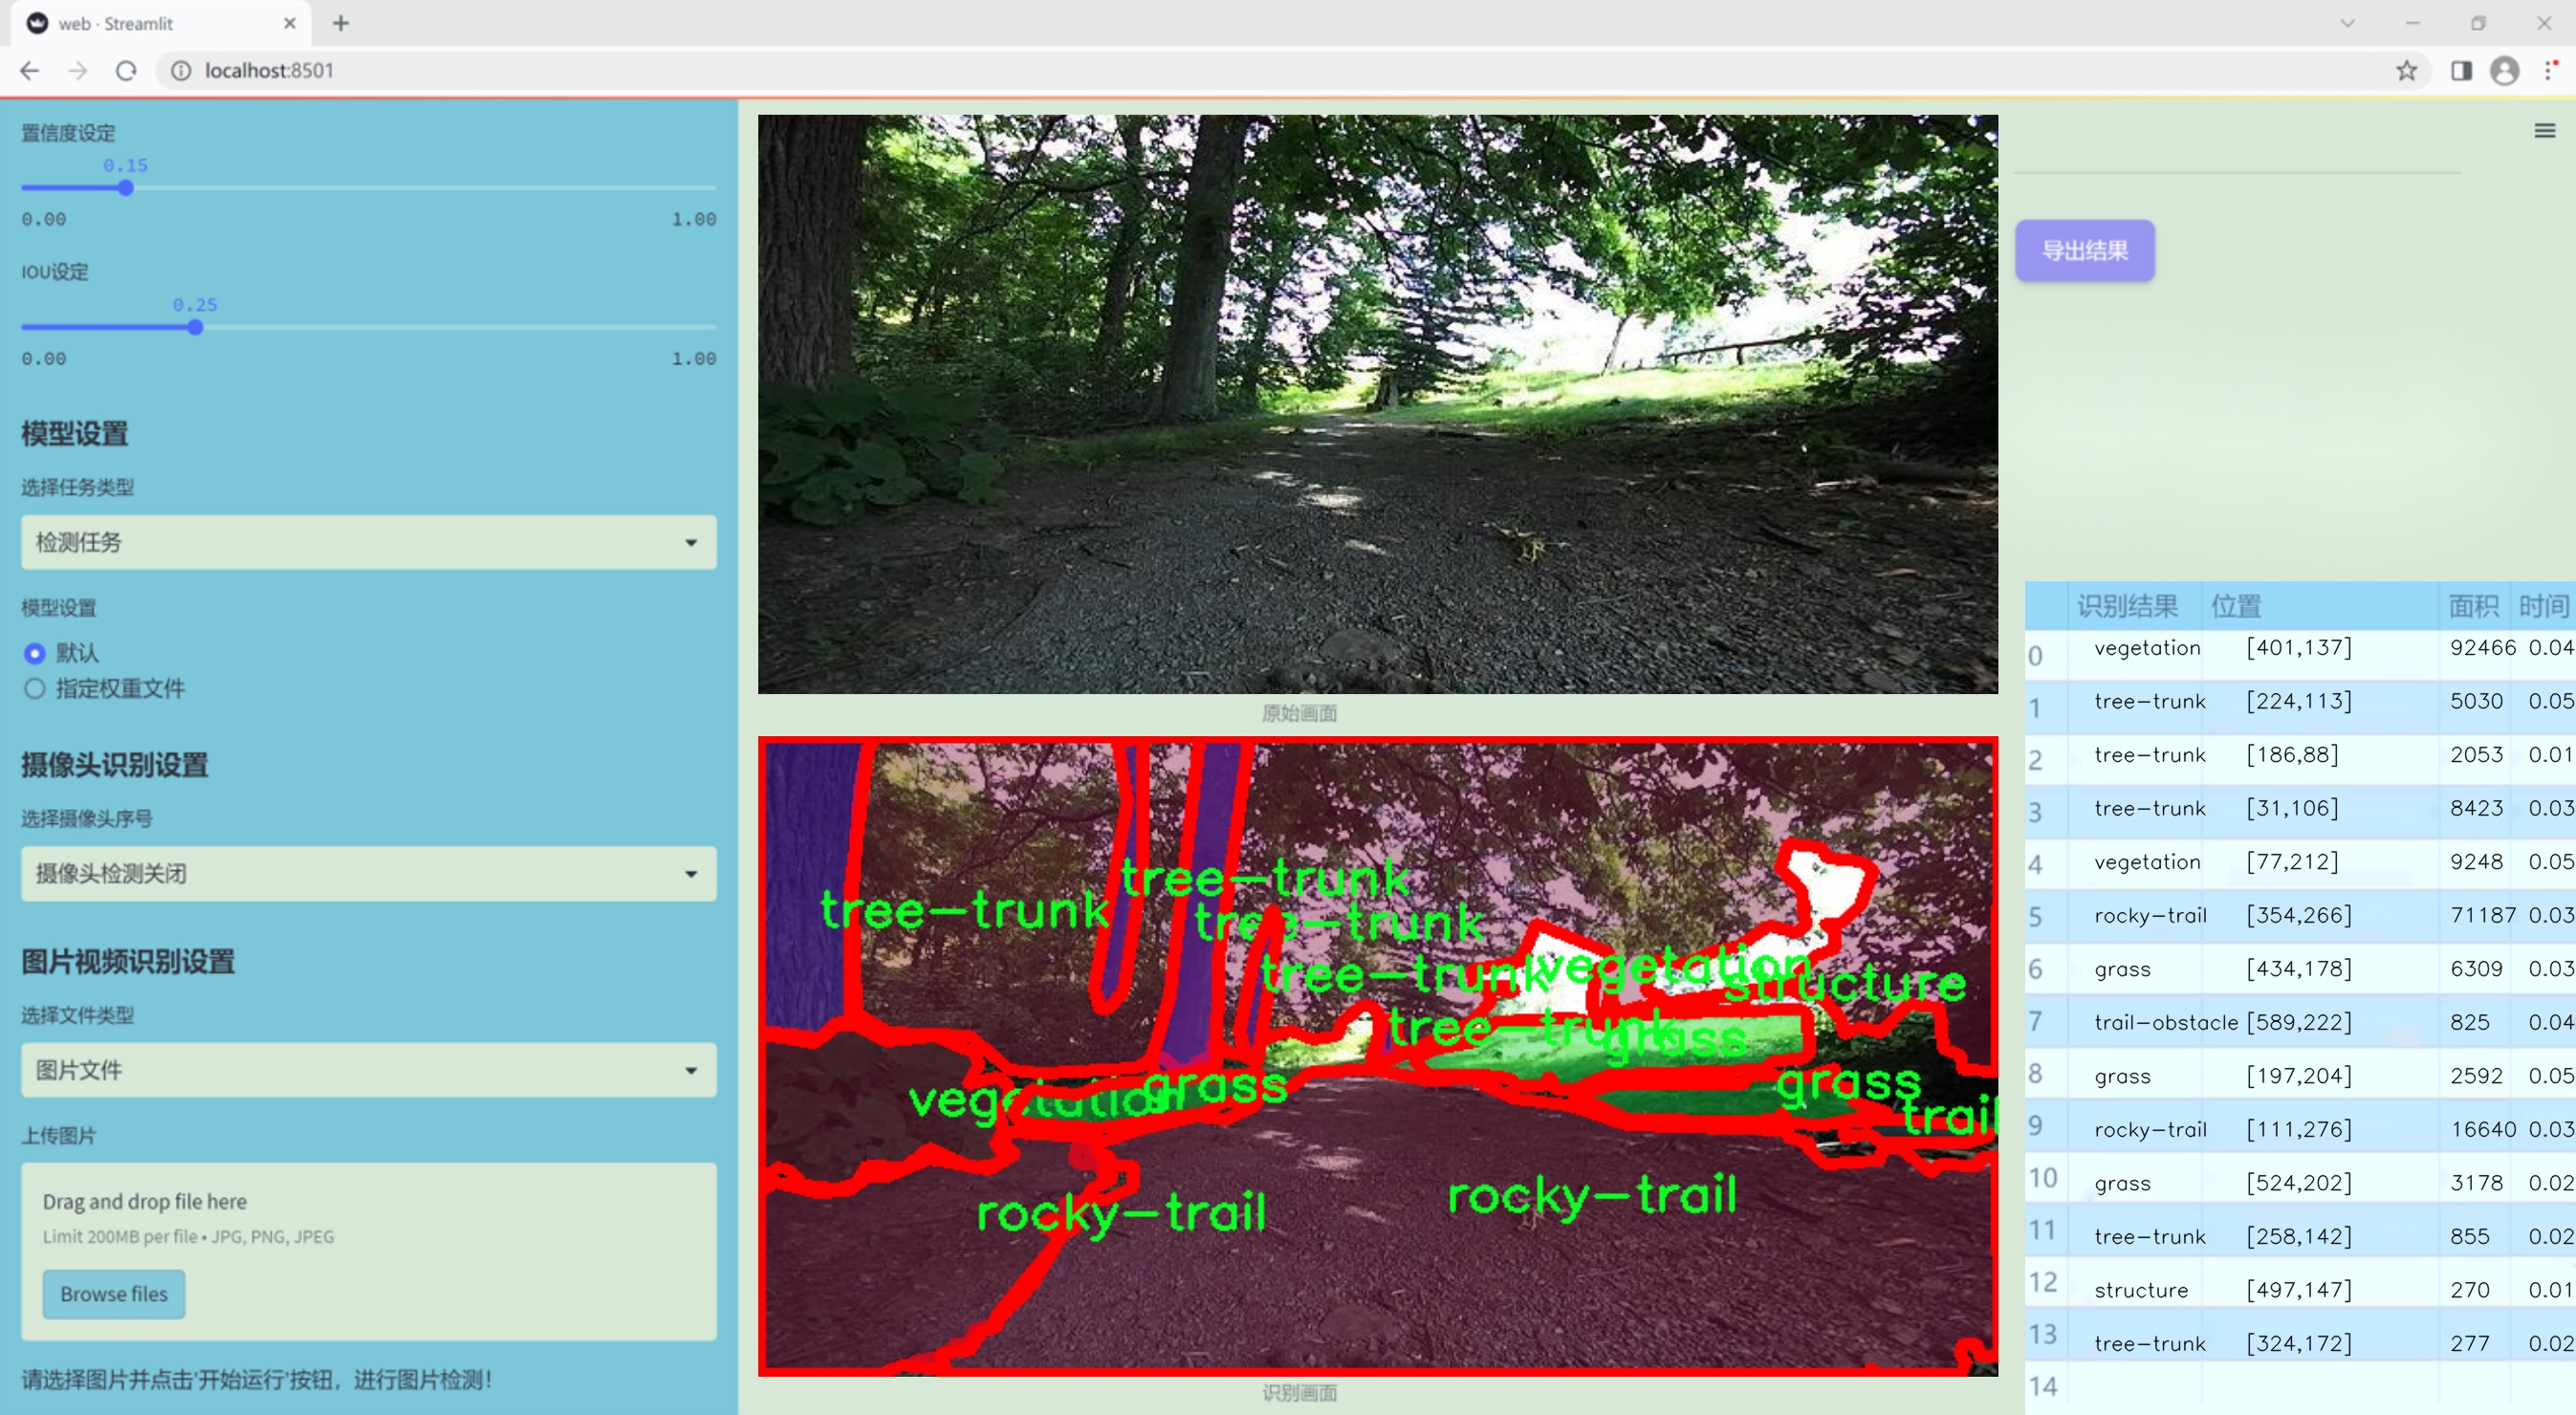 web · Streamlit
localhost:8501
置信度设定
0.15
0.00 1.00
IOU设定
0.25
0.00 1.00
模型设置
选择任务类型
检测任务
模型设置
默认
指定权重文件
摄像头识别设置
选择摄像头序号
摄像头检测关闭
图片视频识别设置
选择文件类型
图片文件
上传图片
Drag and drop file here
Limit 200MB per file • JPG, PNG, JPEG
Browse files
请选择图片并点击'开始运行'按钮，进行图片检测!
原始画面
tree-trunk
tree-trunk
tree-trunk
tree-trunk
vegetation
structure
tree-trunk
grass
vegetation
grass
grass
trail
rocky-trail
rocky-trail
识别画面
导出结果
识别结果 位置 面积 时间
0 vegetation [401,137] 92466 0.04
1 tree-trunk [224,113] 5030 0.05
2 tree-trunk [186,88] 2053 0.01
3 tree-trunk [31,106] 8423 0.03
4 vegetation [77,212] 9248 0.05
5 rocky-trail [354,266] 71187 0.03
6 grass [434,178] 6309 0.03
7 trail-obstacle [589,222] 825 0.04
8 grass [197,204] 2592 0.05
9 rocky-trail [111,276] 16640 0.03
10 grass [524,202] 3178 0.02
11 tree-trunk [258,142] 855 0.02
12 structure [497,147] 270 0.01
13 tree-trunk [324,172] 277 0.02
14